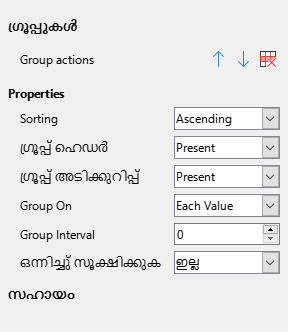 ഗ്രൂപ്പുകൾ
Group actions
Properties
Sorting Ascending
ഗ്രൂപ്പ് ഹെഡർ Present
ഗ്രൂപ്പ് അടിക്കുറിപ്പ് Present
Group On Each Value
Group Interval 0
ഒന്നിച്ചു് സൂക്ഷിക്കുക ഇല്ല
സഹായം